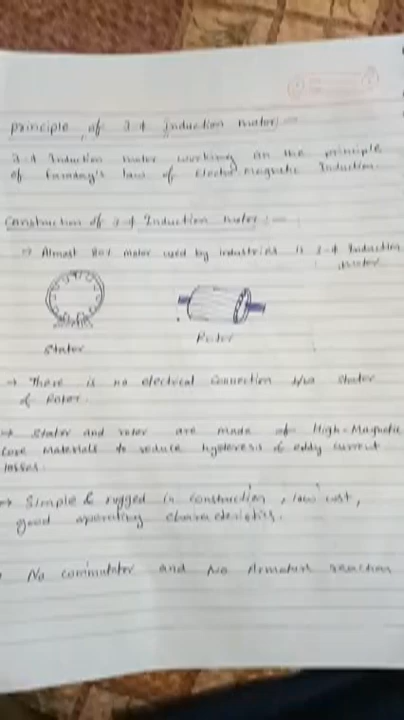 principle of 3-ϕ Induction motor :-
3-ϕ Induction motor working on the principle
of Faraday's law of Electromagnetic Induction.
Construction of 3-ϕ Induction motor :-
→ Almost 80% motor used by industries is 3-ϕ Induction
motor
Stator
Rotor
→ There is no electrical connection b/w stator
& Rotor.
→ Stator and rotor are made of High-Magnetic
core materials to reduce hysteresis & eddy current
losses.
→ Simple & rugged in construction, low cost,
good operating characteristics.
No commutator and No Armature reaction